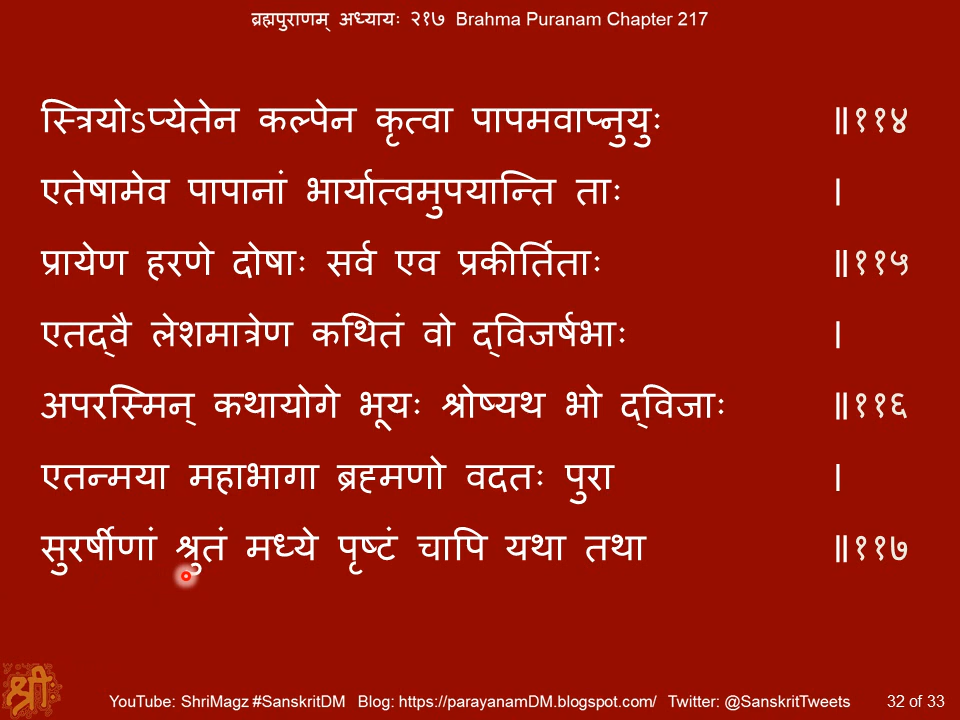 ब्रह्मपुराणम् अध्यायः २१७ Brahma Puranam Chapter 217
स्त्रियोऽप्येतेन कल्पेन कृत्वा पापमवाप्नुयुः ॥११४
एतेषामेव पापानां भार्यात्वमुपयान्ति ताः ।
प्रायेण हरणे दोषाः सर्व एव प्रकीर्तिताः ॥११५
एतद्वै लेशमात्रेण कथितं वो द्विजर्षभाः ।
अपरस्मिन् कथायोगे भूयः श्रोष्यथ भो द्विजाः ॥११६
एतन्मया महाभागा ब्रह्मणो वदतः पुरा ।
सुरर्षीणां श्रुतं मध्ये पृष्टं चापि यथा तथा ॥११७
श्रीः
YouTube: ShriMagz #SanskritDM Blog: https://parayanamDM.blogspot.com/ Twitter: @SanskritTweets 32 of 33